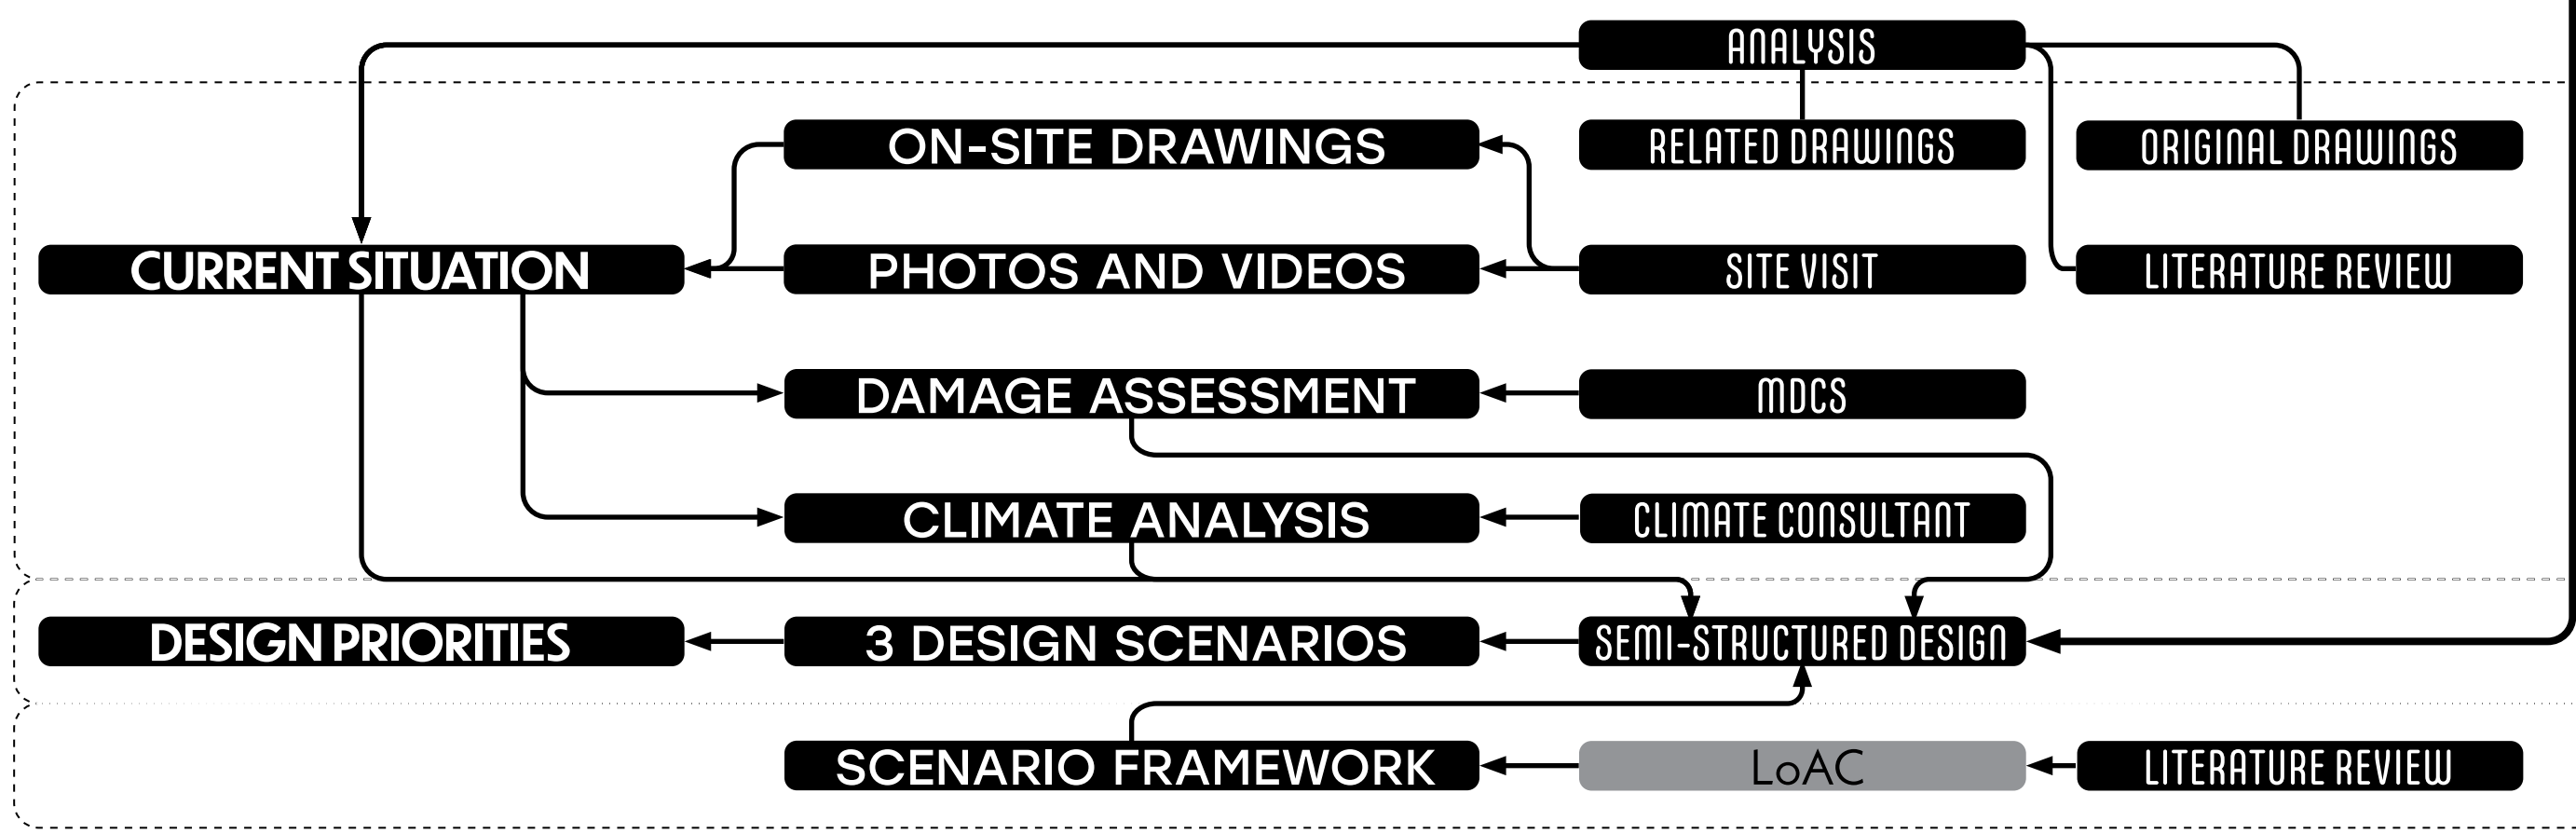 ANALYSIS
ON-SITE DRAWINGS
RELATED DRAWINGS
ORIGINAL DRAWINGS
CURRENT SITUATION
PHOTOS AND VIDEOS
SITE VISIT
LITERATURE REVIEW
DAMAGE ASSESSMENT
MDCS
CLIMATE ANALYSIS
CLIMATE CONSULTANT
DESIGN PRIORITIES
3 DESIGN SCENARIOS
SEMI-STRUCTURED DESIGN
SCENARIO FRAMEWORK
LoAC
LITERATURE REVIEW